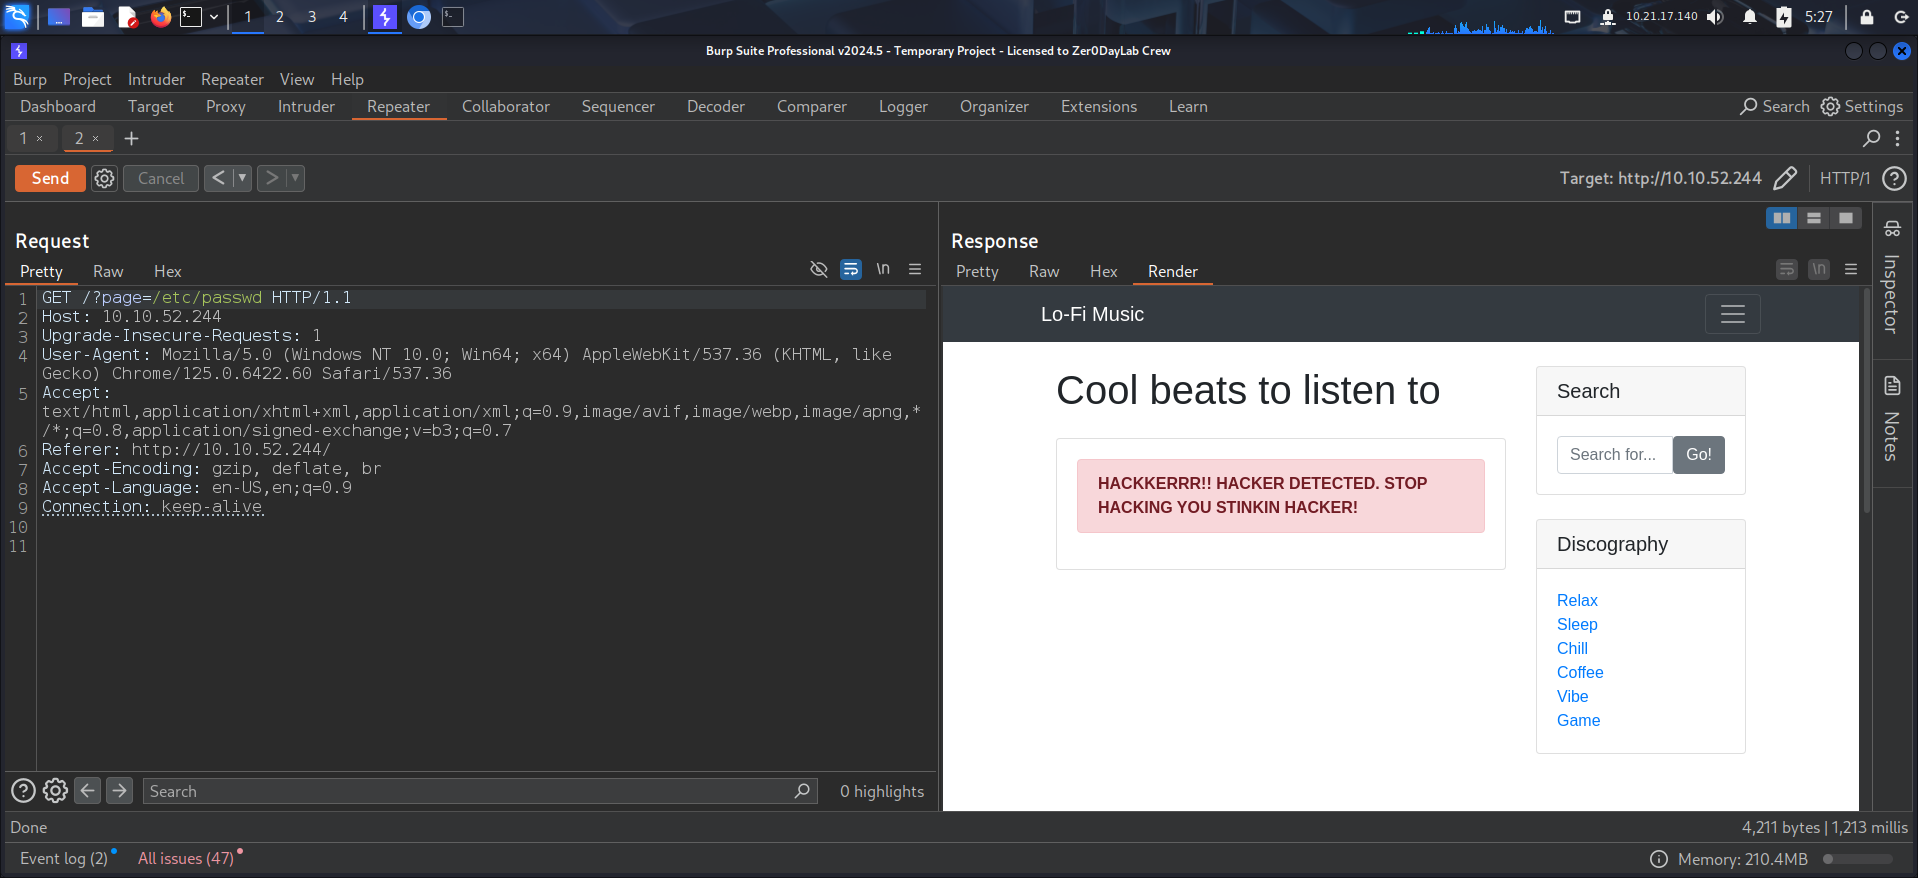 1 2 3 4
10.21.17.140
5:27
Burp Suite Professional v2024.5 - Temporary Project - Licensed to Zer0DayLab Crew
Burp Project Intruder Repeater View Help
Dashboard Target Proxy Intruder Repeater Collaborator Sequencer Decoder Comparer Logger Organizer Extensions Learn
Search Settings
1 × 2 × +
Send Cancel < >
Target: http://10.10.52.244 HTTP/1 ?
Request
Pretty Raw Hex
\n
1 GET /?page=/etc/passwd HTTP/1.1
2 Host: 10.10.52.244
3 Upgrade-Insecure-Requests: 1
4 User-Agent: Mozilla/5.0 (Windows NT 10.0; Win64; x64) AppleWebKit/537.36 (KHTML, like
Gecko) Chrome/125.0.6422.60 Safari/537.36
5 Accept:
text/html,application/xhtml+xml,application/xml;q=0.9,image/avif,image/webp,image/apng,*
/*;q=0.8,application/signed-exchange;v=b3;q=0.7
6 Referer: http://10.10.52.244/
7 Accept-Encoding: gzip, deflate, br
8 Accept-Language: en-US,en;q=0.9
9 Connection: keep-alive
10
11
Search
0 highlights
Response
Pretty Raw Hex Render
\n
Lo-Fi Music
Cool beats to listen to
HACKKERRR!! HACKER DETECTED. STOP
HACKING YOU STINKIN HACKER!
Search
Search for... Go!
Discography
Relax
Sleep
Chill
Coffee
Vibe
Game
Inspector
Notes
Done
4,211 bytes | 1,213 millis
Event log (2) All issues (47)
Memory: 210.4MB